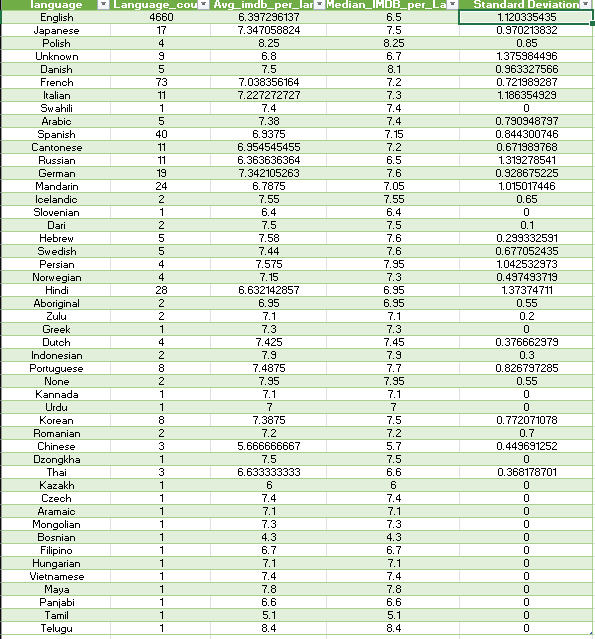 language Language_cou Avg_imdb_per_lan Median_IMDB_per_La Standard Deviation
English 4660 6.397296137 6.5 1.120335435
Japanese 17 7.347058824 7.5 0.970213832
Polish 4 8.25 8.25 0.85
Unknown 9 6.8 6.7 1.375984496
Danish 5 7.5 8.1 0.963327566
French 73 7.038356164 7.2 0.721989287
Italian 11 7.227272727 7.3 1.186354929
Swahili 1 7.4 7.4 0
Arabic 5 7.38 7.4 0.790948797
Spanish 40 6.9375 7.15 0.844300746
Cantonese 11 6.954545455 7.2 0.671989768
Russian 11 6.363636364 6.5 1.319278541
German 19 7.342105263 7.6 0.928675225
Mandarin 24 6.7875 7.05 1.015017446
Icelandic 2 7.55 7.55 0.65
Slovenian 1 6.4 6.4 0
Dari 2 7.5 7.5 0.1
Hebrew 5 7.58 7.6 0.299332591
Swedish 5 7.44 7.6 0.677052435
Persian 4 7.575 7.95 1.042532973
Norwegian 4 7.15 7.3 0.497493719
Hindi 28 6.632142857 6.95 1.37374711
Aboriginal 2 6.95 6.95 0.55
Zulu 2 7.1 7.1 0.2
Greek 1 7.3 7.3 0
Dutch 4 7.425 7.45 0.376662979
Indonesian 2 7.9 7.9 0.3
Portuguese 8 7.4875 7.7 0.826797285
None 2 7.95 7.95 0.55
Kannada 1 7.1 7.1 0
Urdu 1 7 7 0
Korean 8 7.3875 7.5 0.772071078
Romanian 2 7.2 7.2 0.7
Chinese 3 5.666666667 5.7 0.449691252
Dzongkha 1 7.5 7.5 0
Thai 3 6.633333333 6.6 0.368178701
Kazakh 1 6 6 0
Czech 1 7.4 7.4 0
Aramaic 1 7.1 7.1 0
Mongolian 1 7.3 7.3 0
Bosnian 1 4.3 4.3 0
Filipino 1 6.7 6.7 0
Hungarian 1 7.1 7.1 0
Vietnamese 1 7.4 7.4 0
Maya 1 7.8 7.8 0
Panjabi 1 6.6 6.6 0
Tamil 1 5.1 5.1 0
Telugu 1 8.4 8.4 0